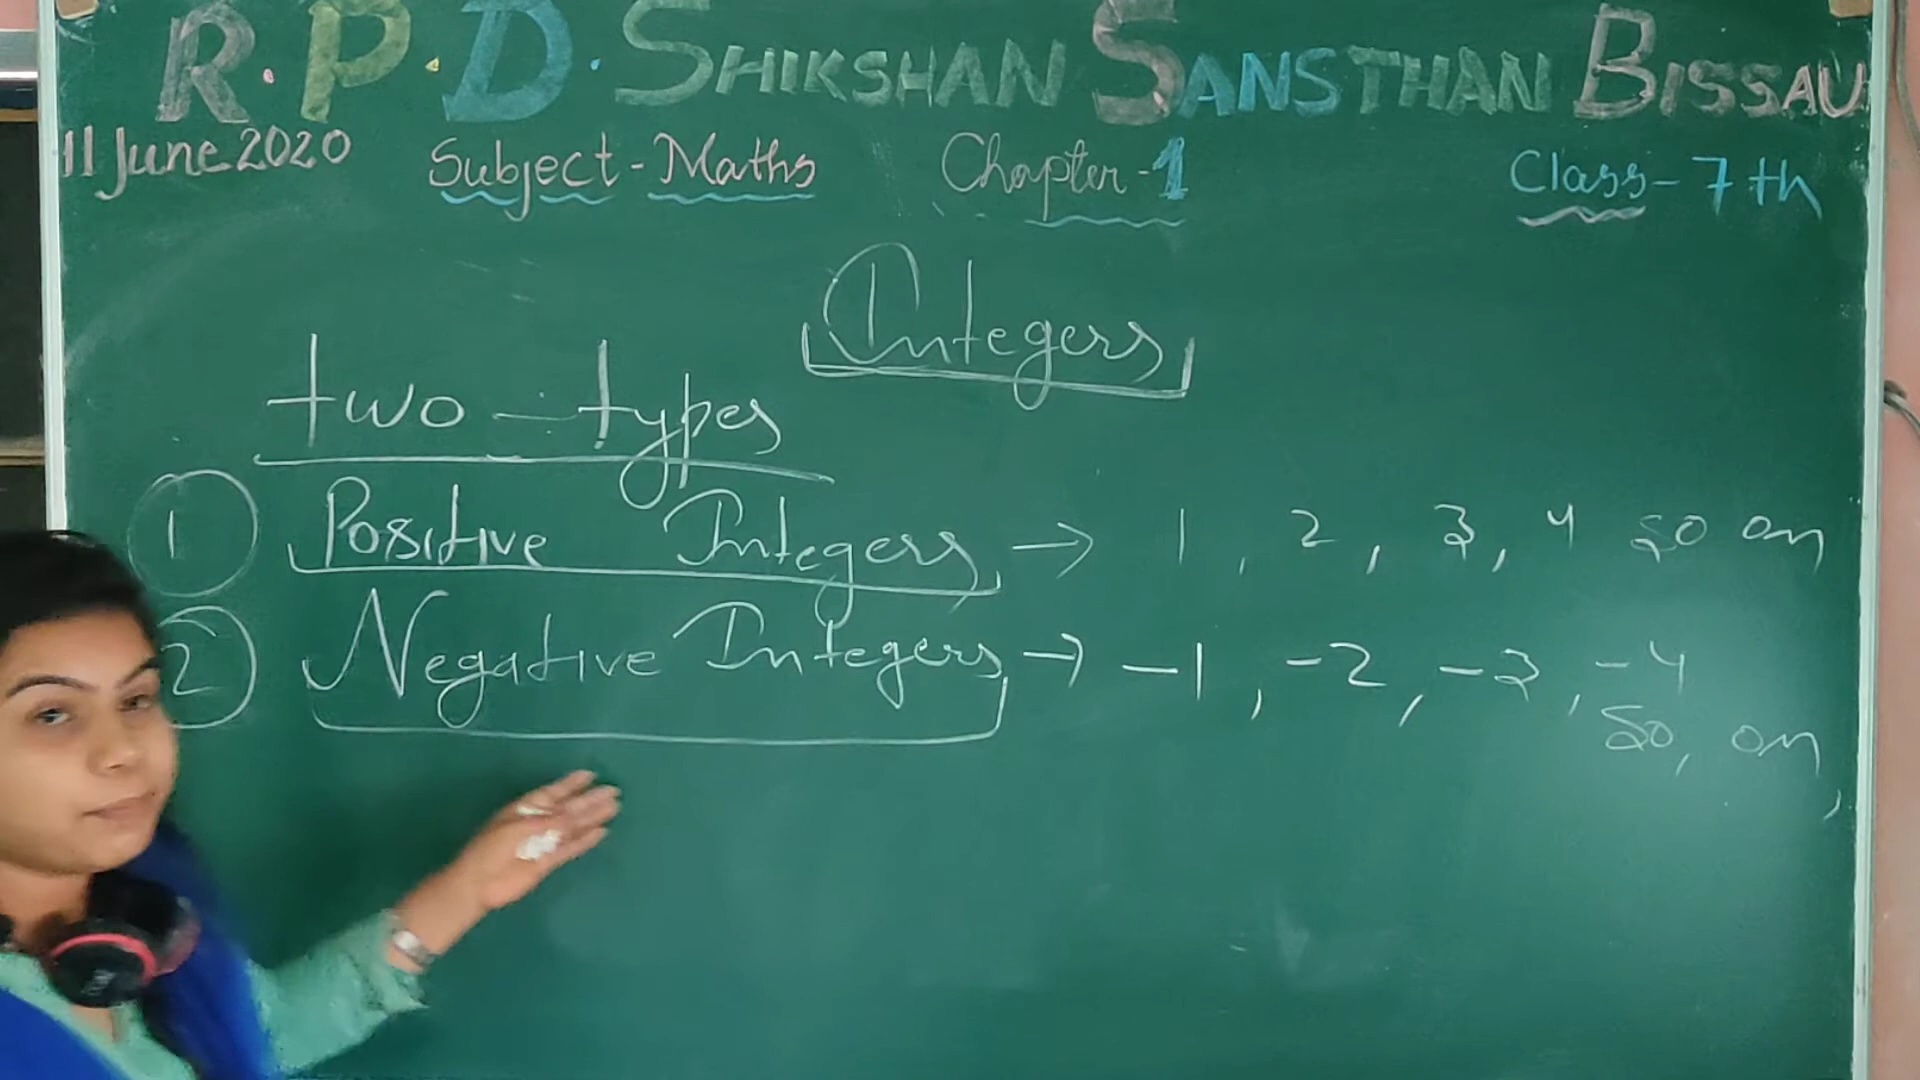 R.P.D. SHIKSHAN SANSTHAN BISSAU
11 June 2020 Subject - Maths Chapter - 1 Class - 7th
Integers
two - types
1 Positive Integers → 1, 2, 3, 4 so on
2 Negative Integers → -1, -2, -3, -4
so, on,